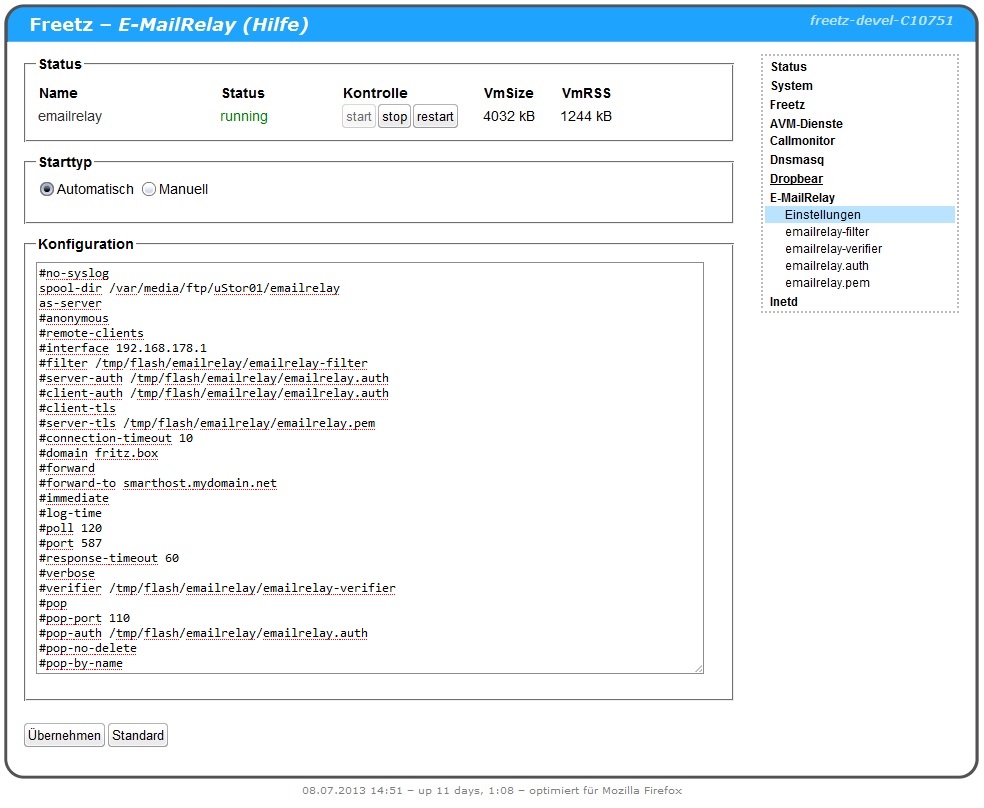 Freetz – E-MailRelay (Hilfe)
freetz-devel-C10751
Status
Name Status Kontrolle VmSize VmRSS
emailrelay running start stop restart 4032 kB 1244 kB
Starttyp
Automatisch Manuell
Konfiguration
#no-syslog
spool-dir /var/media/ftp/uStor01/emailrelay
as-server
#anonymous
#remote-clients
#interface 192.168.178.1
#filter /tmp/flash/emailrelay/emailrelay-filter
#server-auth /tmp/flash/emailrelay/emailrelay.auth
#client-auth /tmp/flash/emailrelay/emailrelay.auth
#client-tls
#server-tls /tmp/flash/emailrelay/emailrelay.pem
#connection-timeout 10
#domain fritz.box
#forward
#forward-to smarthost.mydomain.net
#immediate
#log-time
#poll 120
#port 587
#response-timeout 60
#verbose
#verifier /tmp/flash/emailrelay/emailrelay-verifier
#pop
#pop-port 110
#pop-auth /tmp/flash/emailrelay/emailrelay.auth
#pop-no-delete
#pop-by-name
Übernehmen Standard
Status
System
Freetz
AVM-Dienste
Callmonitor
Dnsmasq
Dropbear
E-MailRelay
Einstellungen
emailrelay-filter
emailrelay-verifier
emailrelay.auth
emailrelay.pem
Inetd
08.07.2013 14:51 – up 11 days, 1:08 – optimiert für Mozilla Firefox